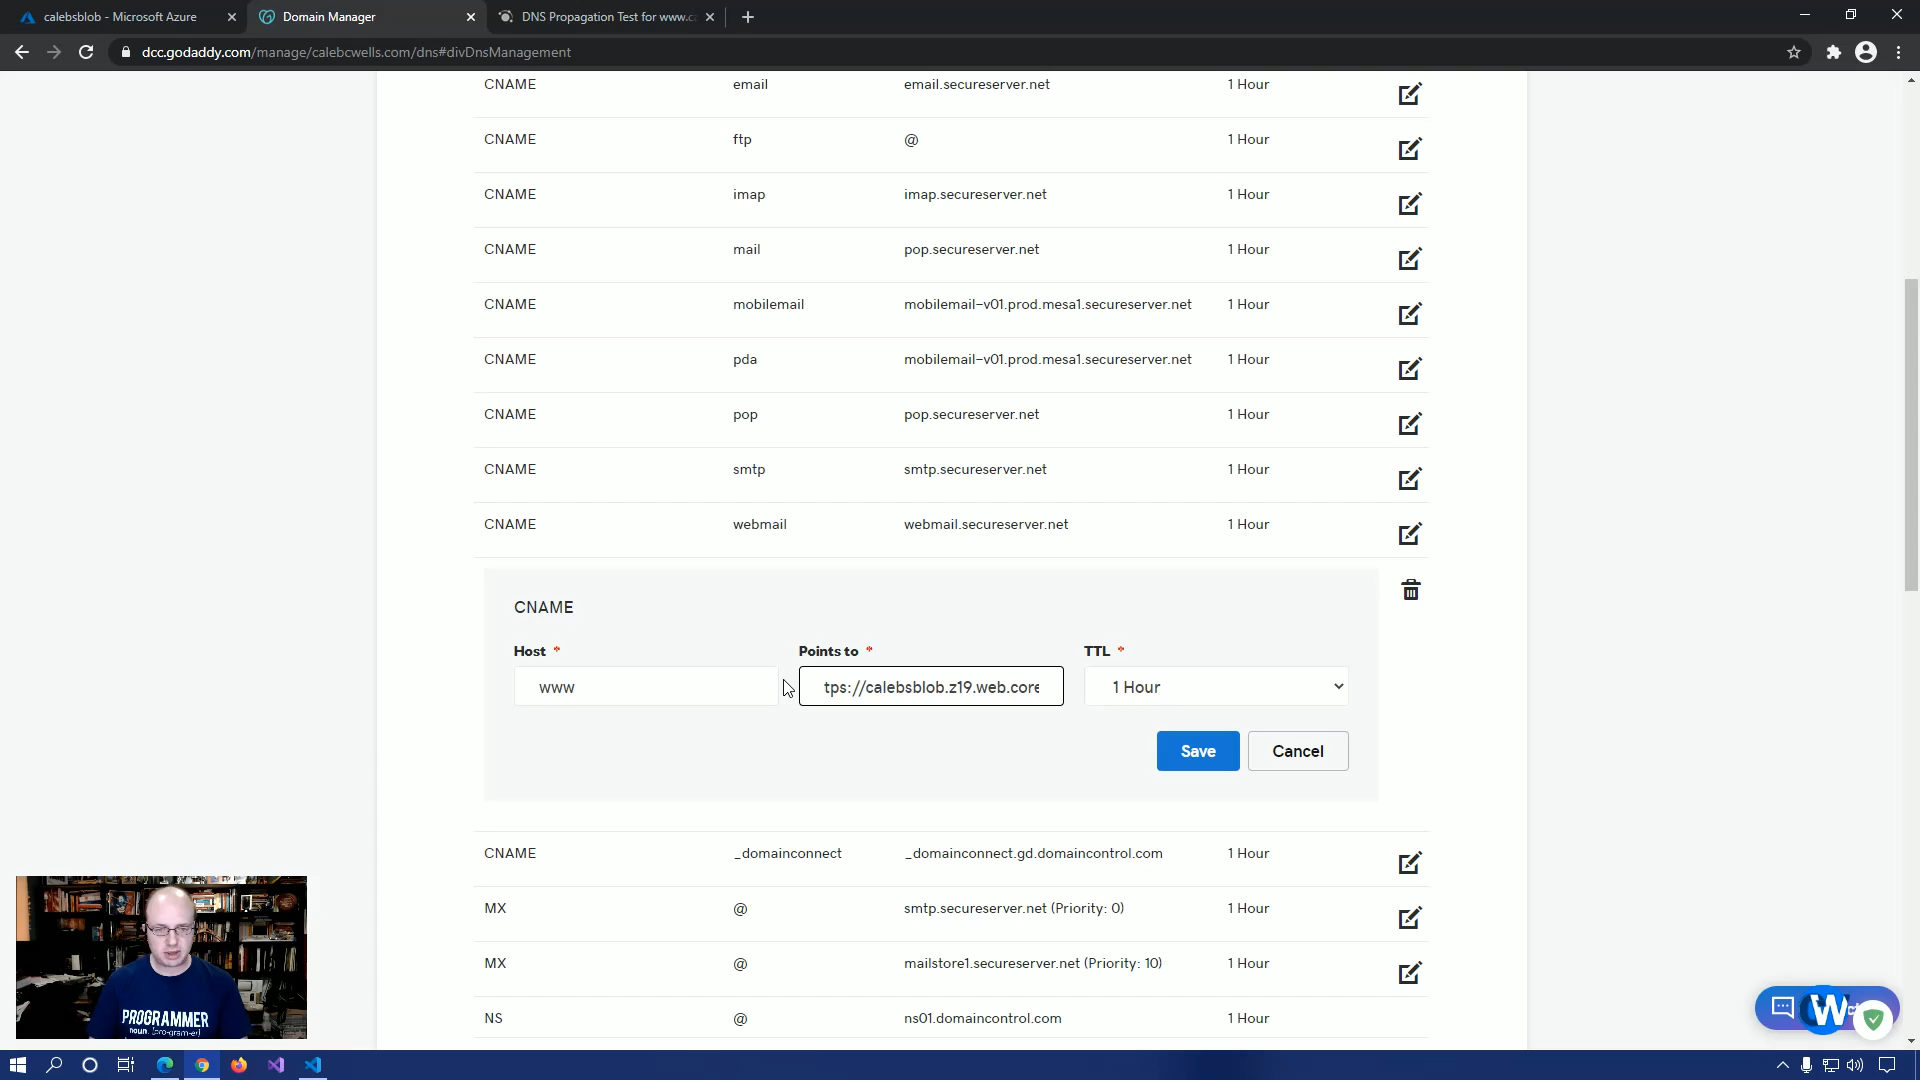 calebsblob - Microsoft Azure
Domain Manager
DNS Propagation Test for www.c
dcc.godaddy.com/manage/calebcwells.com/dns#divDnsManagement
CNAME email email.secureserver.net 1 Hour
CNAME ftp @ 1 Hour
CNAME imap imap.secureserver.net 1 Hour
CNAME mail pop.secureserver.net 1 Hour
CNAME mobilemail mobilemail-v01.prod.mesa1.secureserver.net 1 Hour
CNAME pda mobilemail-v01.prod.mesa1.secureserver.net 1 Hour
CNAME pop pop.secureserver.net 1 Hour
CNAME smtp smtp.secureserver.net 1 Hour
CNAME webmail webmail.secureserver.net 1 Hour
CNAME
Host * Points to * TTL *
www tps://calebsblob.z19.web.core 1 Hour
Save Cancel
CNAME _domainconnect _domainconnect.gd.domaincontrol.com 1 Hour
MX @ smtp.secureserver.net (Priority: 0) 1 Hour
MX @ mailstore1.secureserver.net (Priority: 10) 1 Hour
NS @ ns01.domaincontrol.com 1 Hour
PROGRAMMER
noun. [pro-gram-er]
W